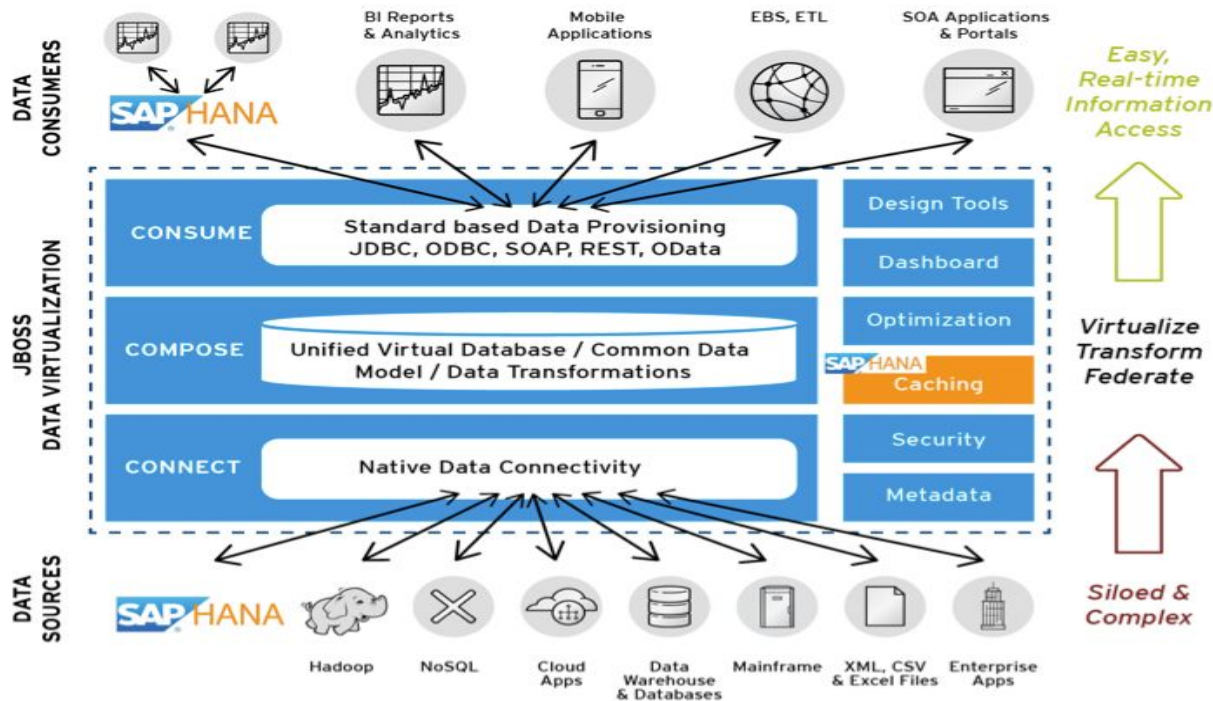 DATA
CONSUMERS
SAP HANA
BI Reports
& Analytics
Mobile
Applications
EBS, ETL
SOA Applications
& Portals
Easy,
Real-time
Information
Access
JBOSS
DATA VIRTUALIZATION
CONSUME
Standard based Data Provisioning
JDBC, ODBC, SOAP, REST, OData
COMPOSE
Unified Virtual Database / Common Data
Model / Data Transformations
CONNECT
Native Data Connectivity
Design Tools
Dashboard
Optimization
SAP HANA
Caching
Security
Metadata
Virtualize
Transform
Federate
DATA
SOURCES
SAP HANA
Hadoop
NoSQL
Cloud
Apps
Data
Warehouse
& Databases
Mainframe
XML, CSV
& Excel Files
Enterprise
Apps
Siloed &
Complex